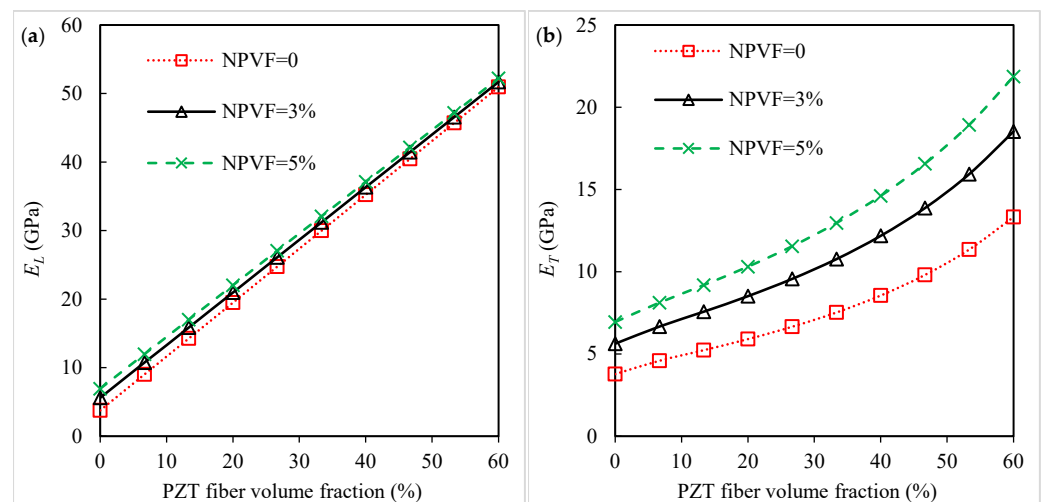 (a)
NPVF=0
NPVF=3%
NPVF=5%
E_L (GPa)
60
50
40
30
20
10
0
0 10 20 30 40 50 60
PZT fiber volume fraction (%)
(b)
NPVF=0
NPVF=3%
NPVF=5%
E_T (GPa)
25
20
15
10
5
0
0 10 20 30 40 50 60
PZT fiber volume fraction (%)